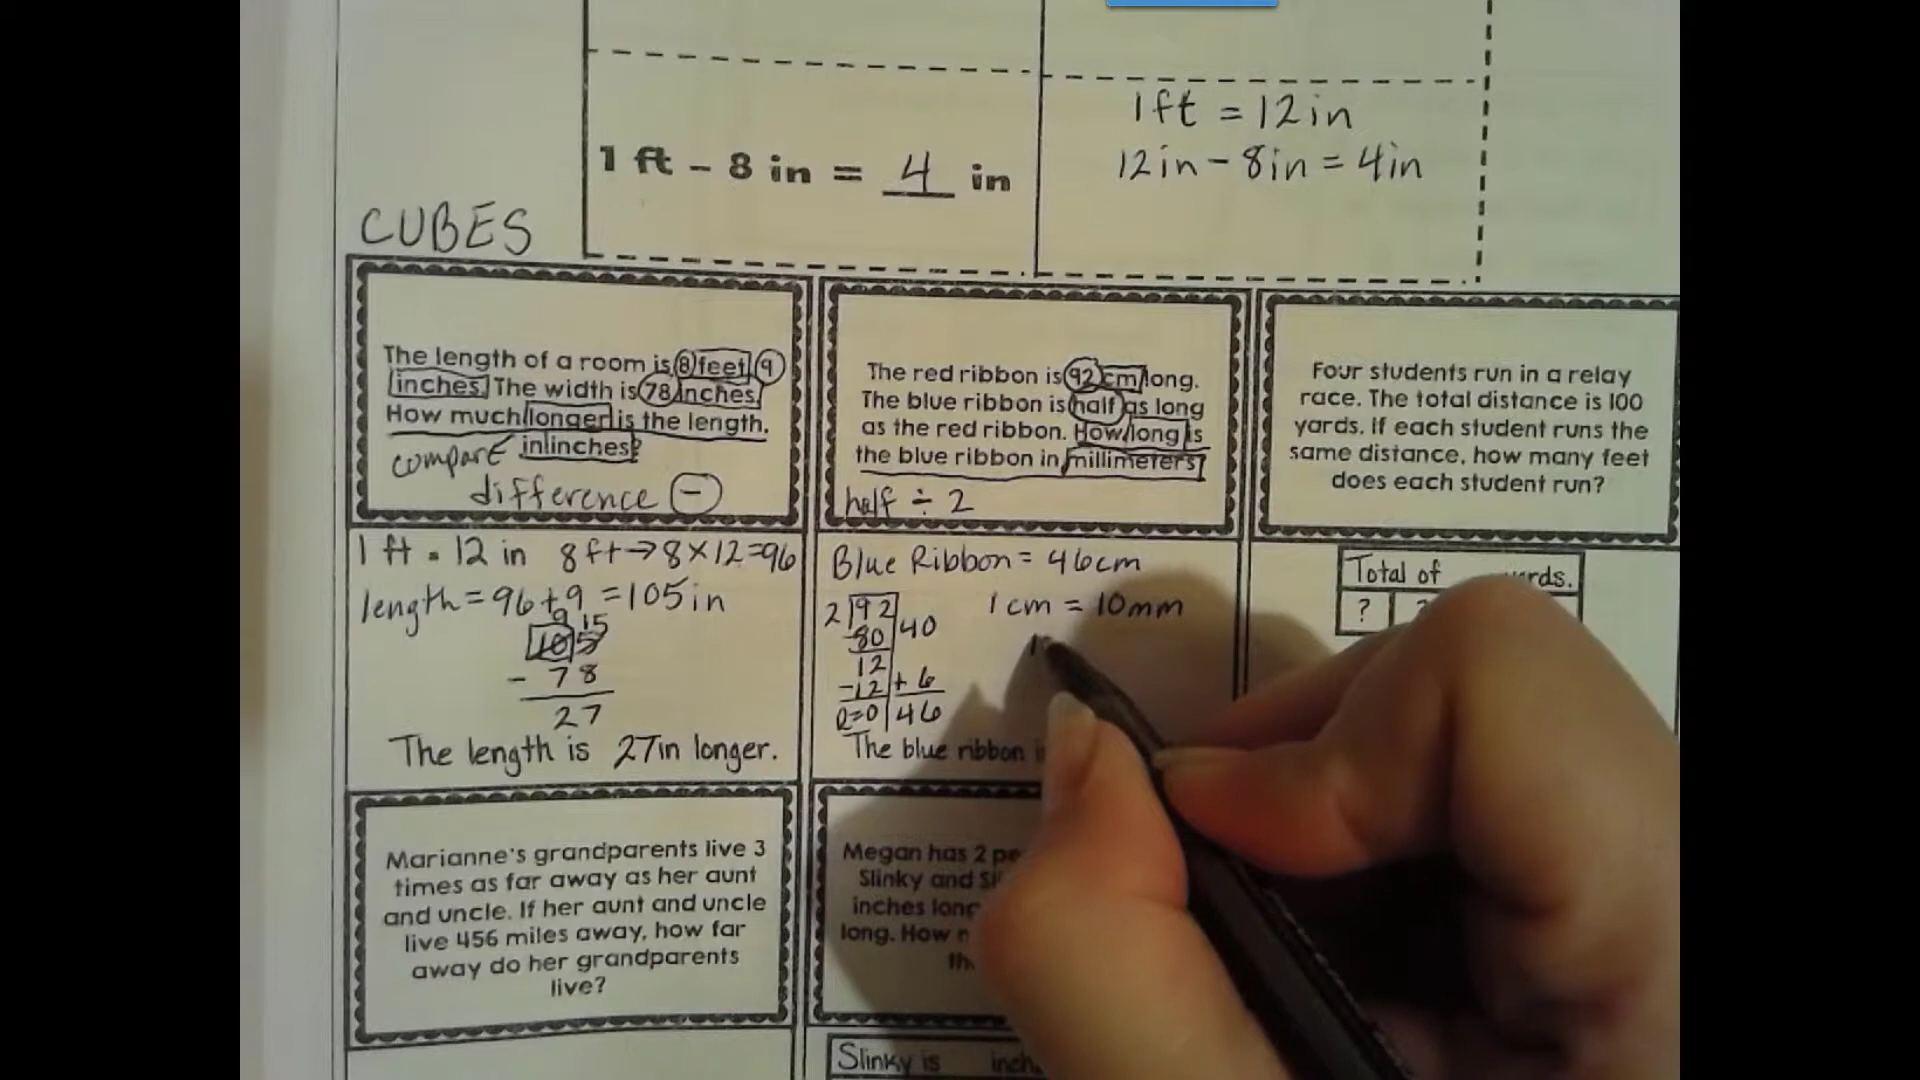 1 ft - 8 in = 4 in
1ft = 12in
12in - 8in = 4in
CUBES
The length of a room is 8 feet 9
inches. The width is 78 inches.
How much longer is the length,
in inches?
compare
difference -
1 ft = 12 in 8ft → 8 × 12 = 96
length = 96 + 9 = 105 in
9 15
105
- 78
27
The length is 27in longer.
The red ribbon is 92 cm long.
The blue ribbon is half as long
as the red ribbon. How long is
the blue ribbon in millimeters?
half ÷ 2
Blue Ribbon = 46cm
1 cm = 10mm
2 92
-80 40
12
-12 + 6
R=0 46
The blue ribbon
Four students run in a relay
race. The total distance is 100
yards. If each student runs the
same distance, how many feet
does each student run?
Total of
?
Marianne's grandparents live 3
times as far away as her aunt
and uncle. If her aunt and uncle
live 456 miles away, how far
away do her grandparents
live?
Megan has 2
Slinky and
inches long
long. How
Slinky is